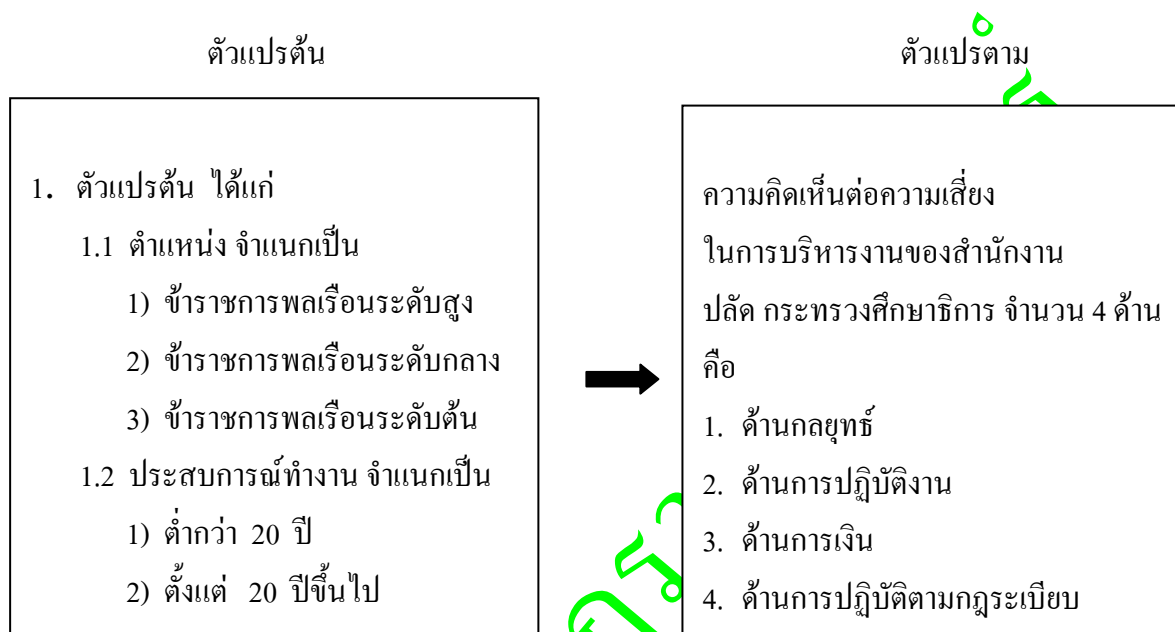 ตัวแปรต้น
1. ตัวแปรต้น ได้แก่
1.1 ตำแหน่ง จำแนกเป็น
1) ข้าราชการพลเรือนระดับสูง
2) ข้าราชการพลเรือนระดับกลาง
3) ข้าราชการพลเรือนระดับต้น
1.2 ประสบการณ์ทำงาน จำแนกเป็น
1) ต่ำกว่า 20 ปี
2) ตั้งแต่ 20 ปีขึ้นไป
ตัวแปรตาม
ความคิดเห็นต่อความเสี่ยง
ในการบริหารงานของสำนักงาน
ปลัด กระทรวงศึกษาธิการ จำนวน 4 ด้าน
คือ
1. ด้านกลยุทธ์
2. ด้านการปฏิบัติงาน
3. ด้านการเงิน
4. ด้านการปฏิบัติตามกฎระเบียบ